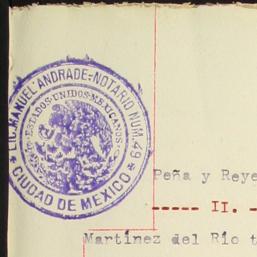 LIC. MANUEL ANDRADE=NOTARIO NUM. 49
ESTADOS·UNIDOS·MEXICANOS
CIUDAD DE MEXICO
Peña y Reye
----- II. -
Martínez del Río t